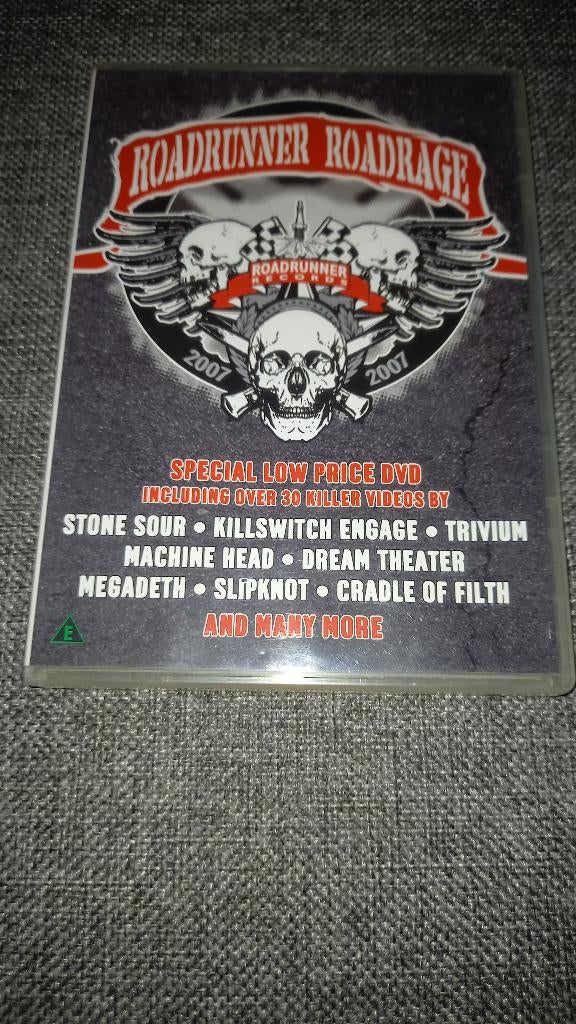 ROADRUNNER ROADRAGE
ROADRUNNER
RECORDS
2007 2007
SPECIAL LOW PRICE DVD
INCLUDING OVER 30 KILLER VIDEOS BY
STONE SOUR • KILLSWITCH ENGAGE • TRIVIUM
MACHINE HEAD • DREAM THEATER
MEGADETH • SLIPKNOT • CRADLE OF FILTH
E
AND MANY MORE